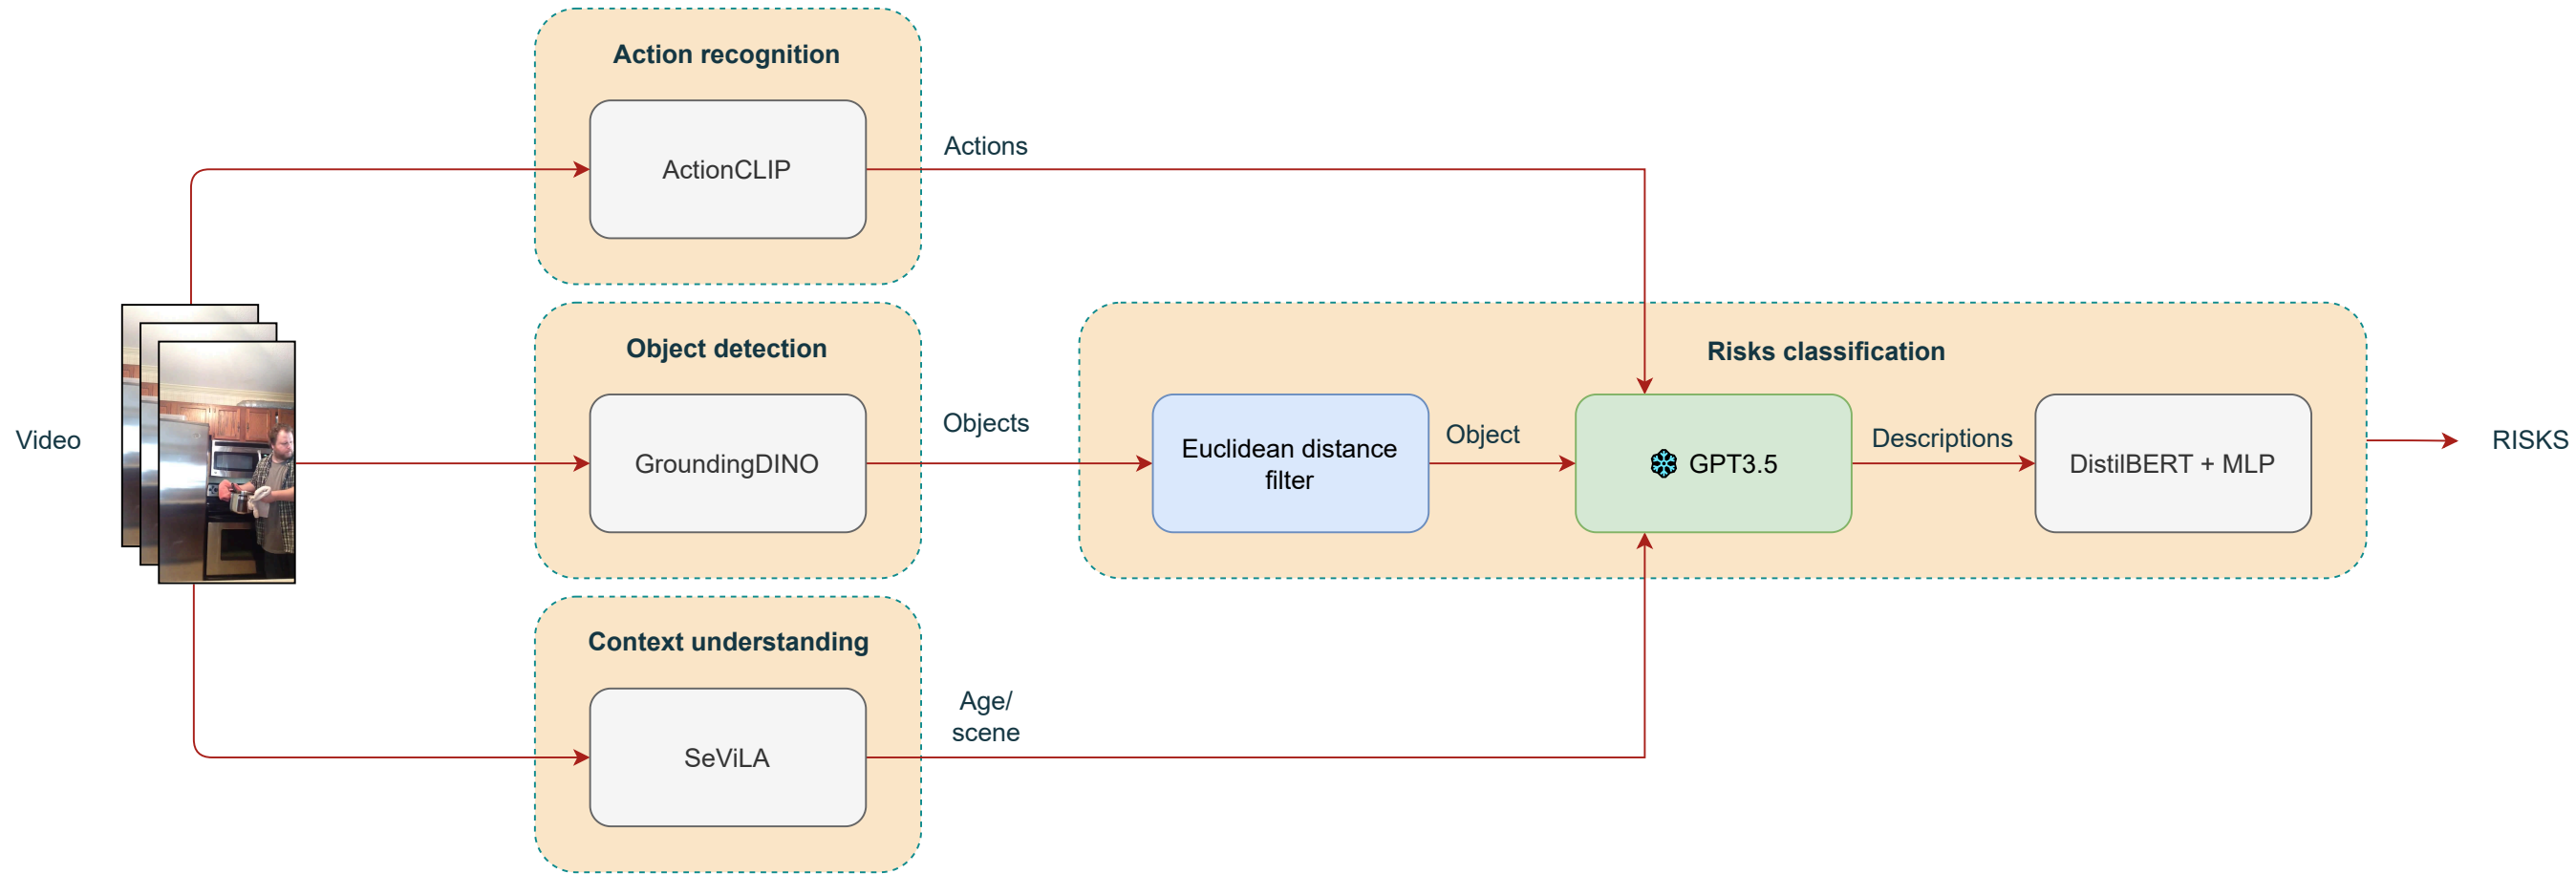 Action recognition
ActionCLIP
Actions
Video
Object detection
GroundingDINO
Objects
Risks classification
Euclidean distance
filter
Object
GPT3.5
Descriptions
DistilBERT + MLP
RISKS
Context understanding
SeViLA
Age/
scene